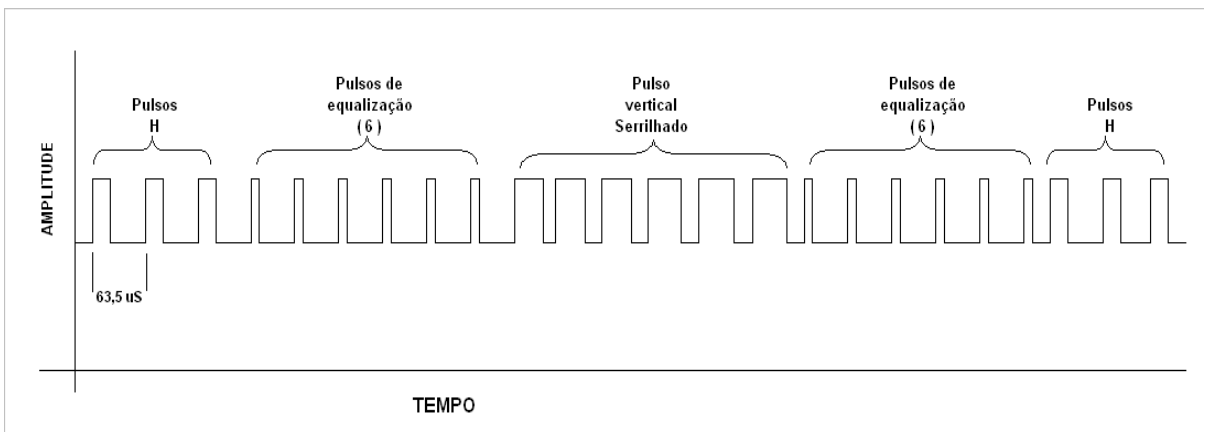 Pulsos
H
Pulsos de
equalização
( 6 )
Pulso
vertical
Serrilhado
Pulsos de
equalização
( 6 )
Pulsos
H
AMPLITUDE
63,5 uS
TEMPO